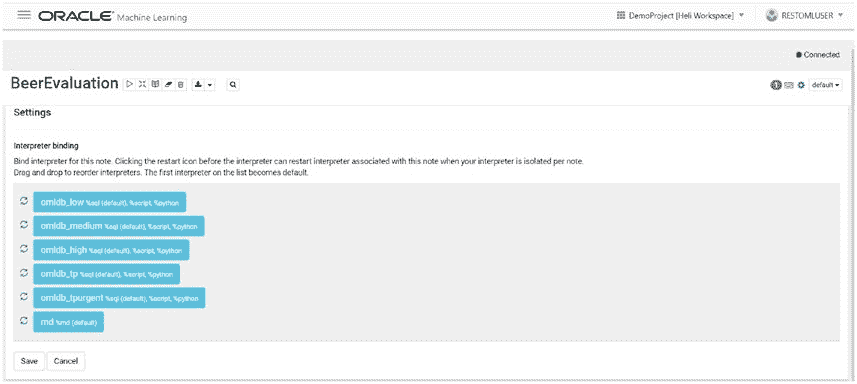 ORACLE® Machine Learning
DemoProject [Heli Workspace]
RESTOMLUSER
Connected
BeerEvaluation
default
Settings
Interpreter binding
Bind interpreter for this note. Clicking the restart icon before the interpreter can restart interpreter associated with this note when your interpreter is isolated per note.
Drag and drop to reorder interpreters. The first interpreter on the list becomes default.
omldb_low %sql (default), %script, %python
omldb_medium %sql (default), %script, %python
omldb_high %sql (default), %script, %python
omldb_tp %sql (default), %script, %python
omldb_tpurgent %sql (default), %script, %python
md %md (default)
Save Cancel